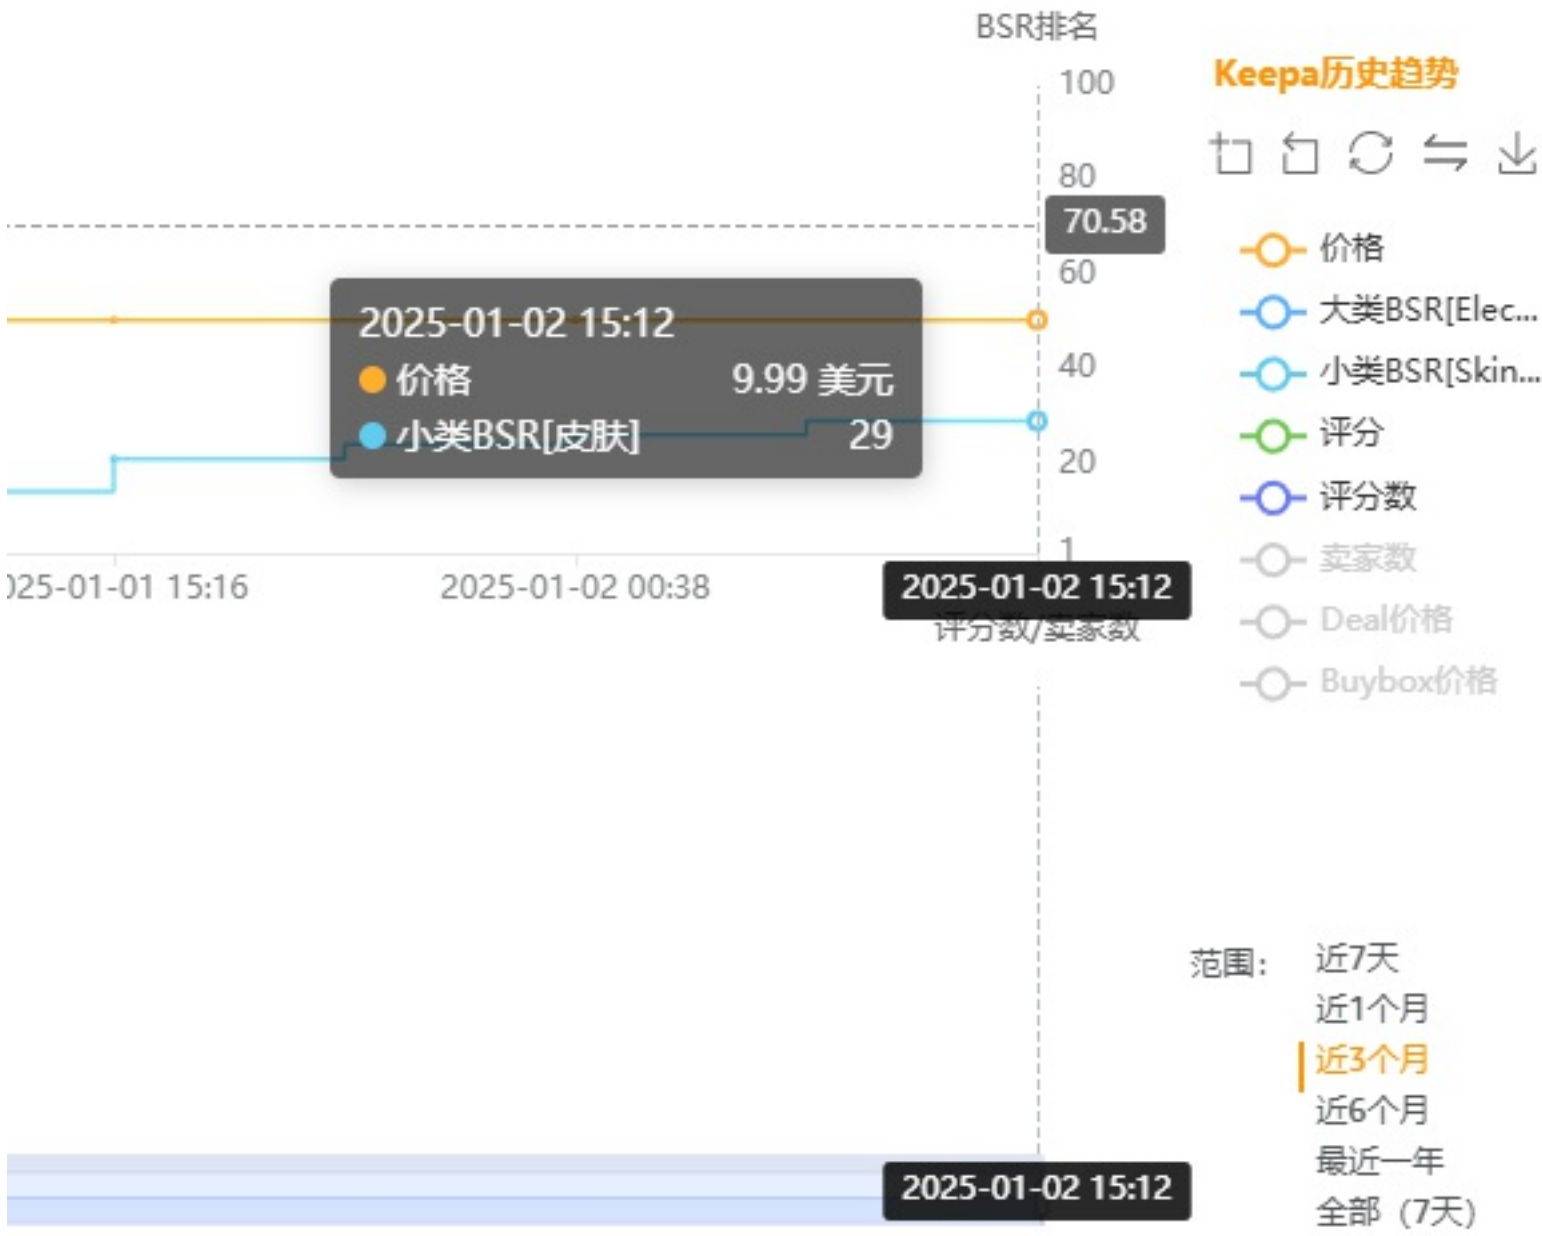 BSR排名
100
80
70.58
60
40
20
1
Keepa历史趋势
价格
大类BSR[Elec...
小类BSR[Skin...
评分
评分数
卖家数
Deal价格
Buybox价格
2025-01-02 15:12
价格 9.99 美元
小类BSR[皮肤] 29
025-01-01 15:16
2025-01-02 00:38
2025-01-02 15:12
评分数/卖家数
范围：
近7天
近1个月
近3个月
近6个月
最近一年
全部（7天）
2025-01-02 15:12